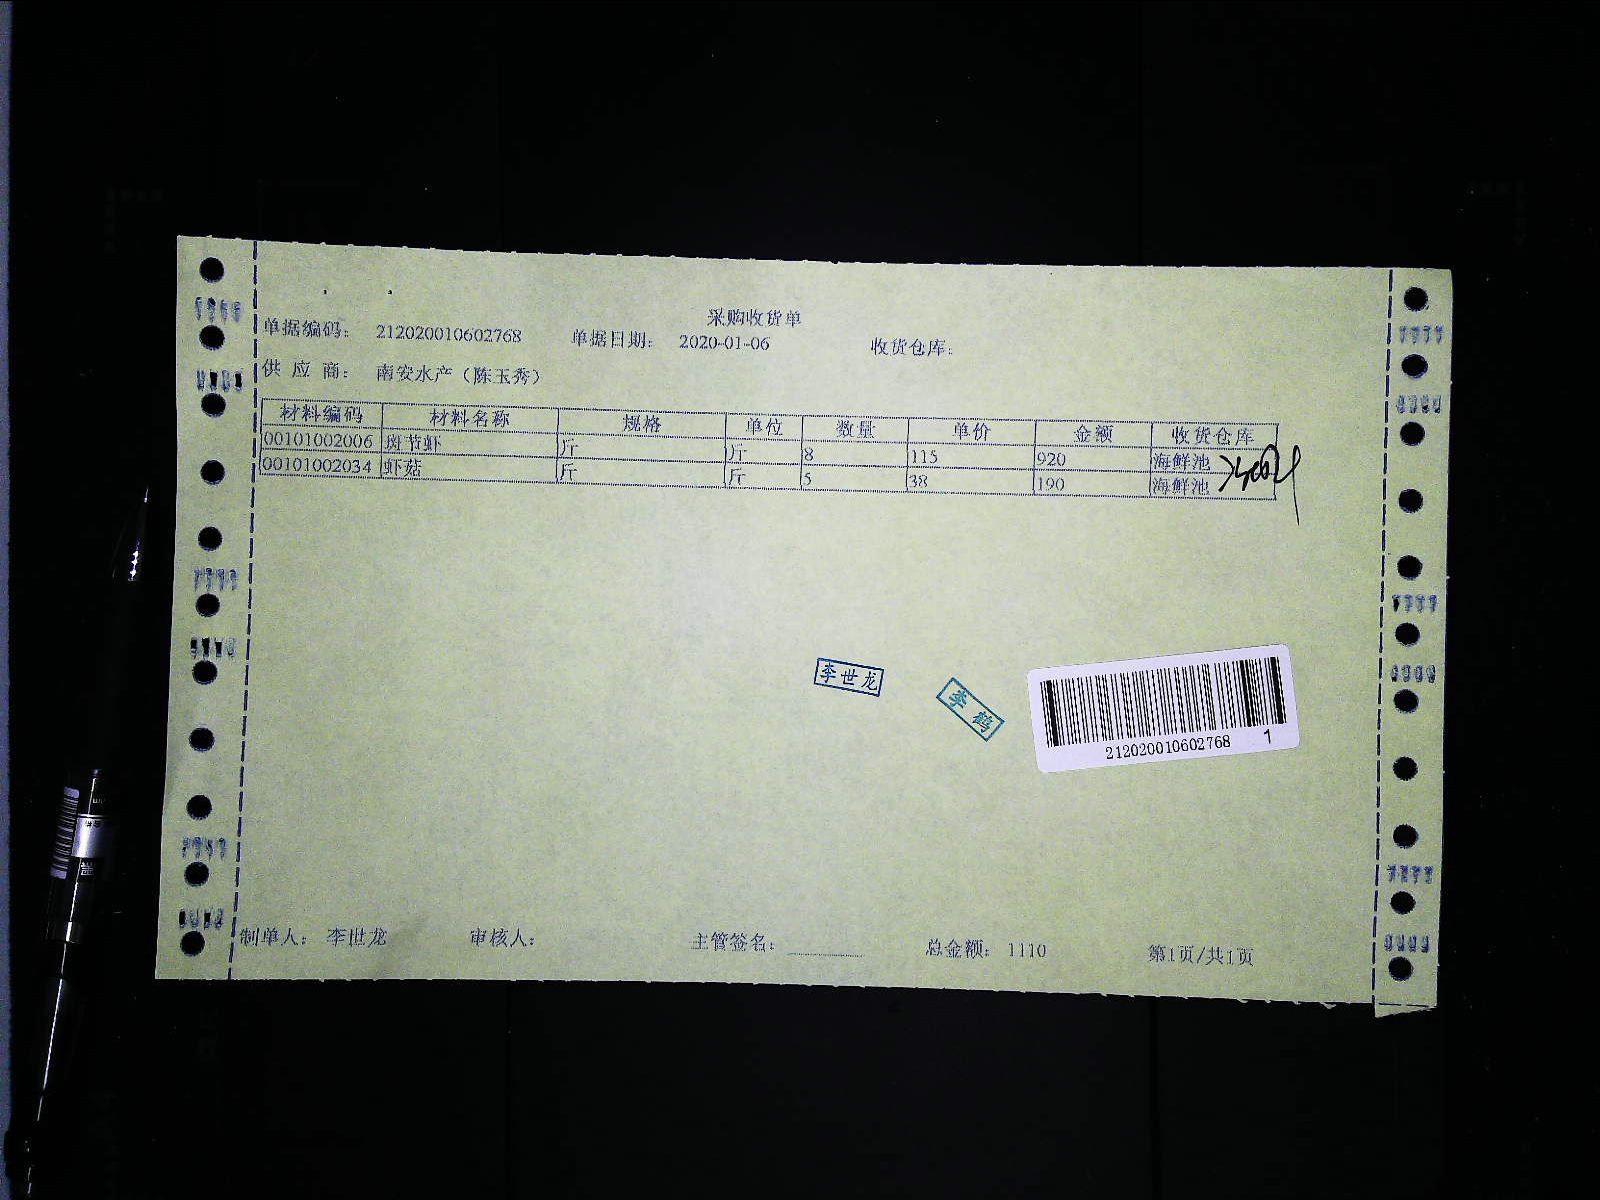 采购收货单
单据编码： 212020010602768 单据日期： 2020-01-06 收货仓库：
供 应 商： 南安水产（陈玉秀）
材料编码 材料名称 规格 单位 数量 单价 金额 收货仓库
00101002006 斑节虾 斤 斤 8 115 920 海鲜池
00101002034 虾菇 斤 斤 5 38 190 海鲜池
李世龙
李鹤
212020010602768 1
制单人： 李世龙 审核人： 主管签名： 总金额： 1110 第1页/共1页